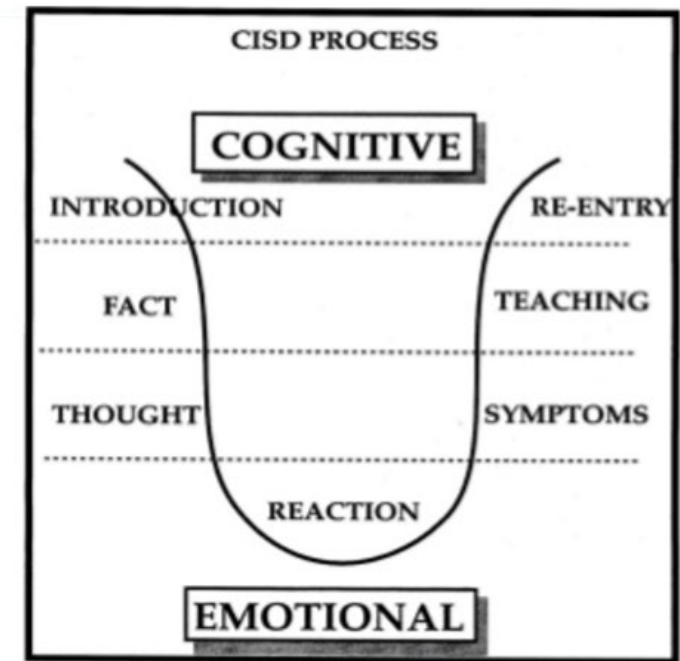 CISD PROCESS
COGNITIVE
INTRODUCTION
RE-ENTRY
FACT
TEACHING
THOUGHT
SYMPTOMS
REACTION
EMOTIONAL